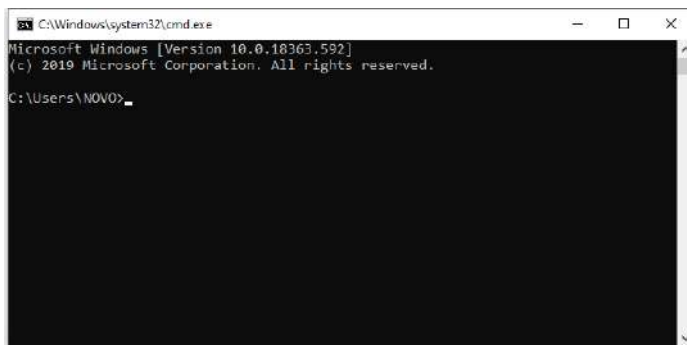 C:\Windows\system32\cmd.exe
Microsoft Windows [Version 10.0.18363.592]
(c) 2019 Microsoft Corporation. All rights reserved.
C:\Users\NOVO>